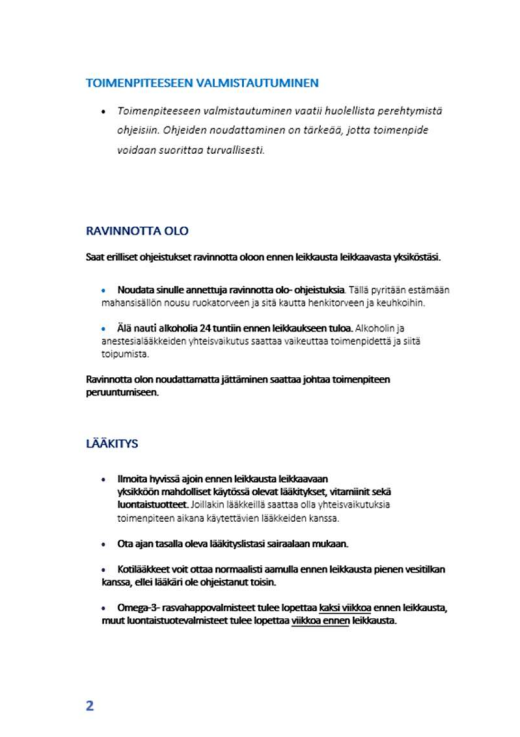 TOIMENPITEESEEN VALMISTAUTUMINEN
• Toimenpiteeseen valmistautuminen vaatii huolellista perehtymistä
ohjeisiin. Ohjeiden noudattaminen on tärkeää, jotta toimenpide
voidaan suorittaa turvallisesti.
RAVINNOTTA OLO
Saat erilliset ohjeistukset ravinnotta oloon ennen leikkausta leikkaavasta yksiköstäsi.
• Noudata sinulle annettuja ravinnotta olo- ohjeistuksia. Tällä pyritään estämään
mahansisällön nousu ruokatorveen ja sitä kautta henkitorveen ja keuhkoihin.
• Älä nauti alkoholia 24 tuntiin ennen leikkaukseen tuloa. Alkoholin ja
anestesialääkkeiden yhteisvaikutus saattaa vaikeuttaa toimenpidettä ja siitä
toipumista.
Ravinnotta olon noudattamatta jättäminen saattaa johtaa toimenpiteen
peruuntumiseen.
LÄÄKITYS
• Ilmoita hyvissä ajoin ennen leikkausta leikkaavaan
yksikköön mahdolliset käytössä olevat lääkitykset, vitamiinit sekä
luontaistuotteet. Joillakin lääkkeillä saattaa olla yhteisvaikutuksia
toimenpiteen aikana käytettävien lääkkeiden kanssa.
• Ota ajan tasalla oleva lääkityslistasi sairaalaan mukaan.
• Kotilääkkeet voit ottaa normaalisti aamulla ennen leikkausta pienen vesitilkan
kanssa, ellei lääkäri ole ohjeistanut toisin.
• Omega-3- rasvahappovalmisteet tulee lopettaa kaksi viikkoa ennen leikkausta,
muut luontaistuotevalmisteet tulee lopettaa viikkoa ennen leikkausta.
2